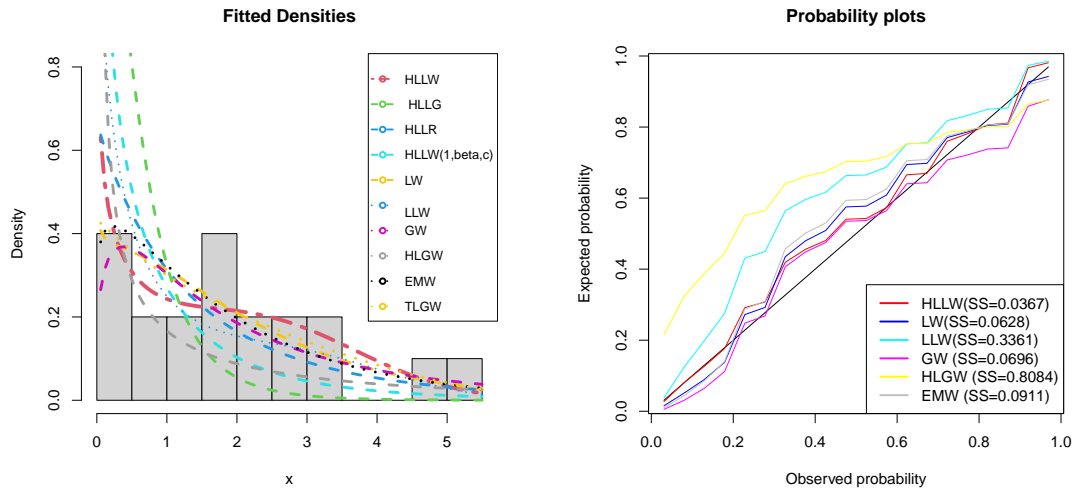 Fitted Densities
Density
0.8
0.6
0.4
0.2
0.0
0
1
2
3
4
5
x
HLLW
HLLG
HLLR
HLLW(1,beta,c)
LW
LLW
GW
HLGW
EMW
TLGW
Probability plots
Expected probability
1.0
0.8
0.6
0.4
0.2
0.0
0.0
0.2
0.4
0.6
0.8
1.0
Observed probability
HLLW(SS=0.0367)
LW(SS=0.0628)
LLW(SS=0.3361)
GW (SS=0.0696)
HLGW (SS=0.8084)
EMW (SS=0.0911)